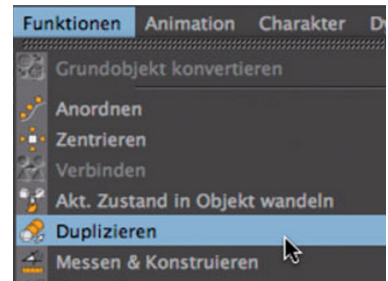 Funktionen Animation Charakter
Grundobjekt konvertieren
Anordnen
Zentrieren
Verbinden
Akt. Zustand in Objekt wandeln
Duplizieren
Messen & Konstruieren